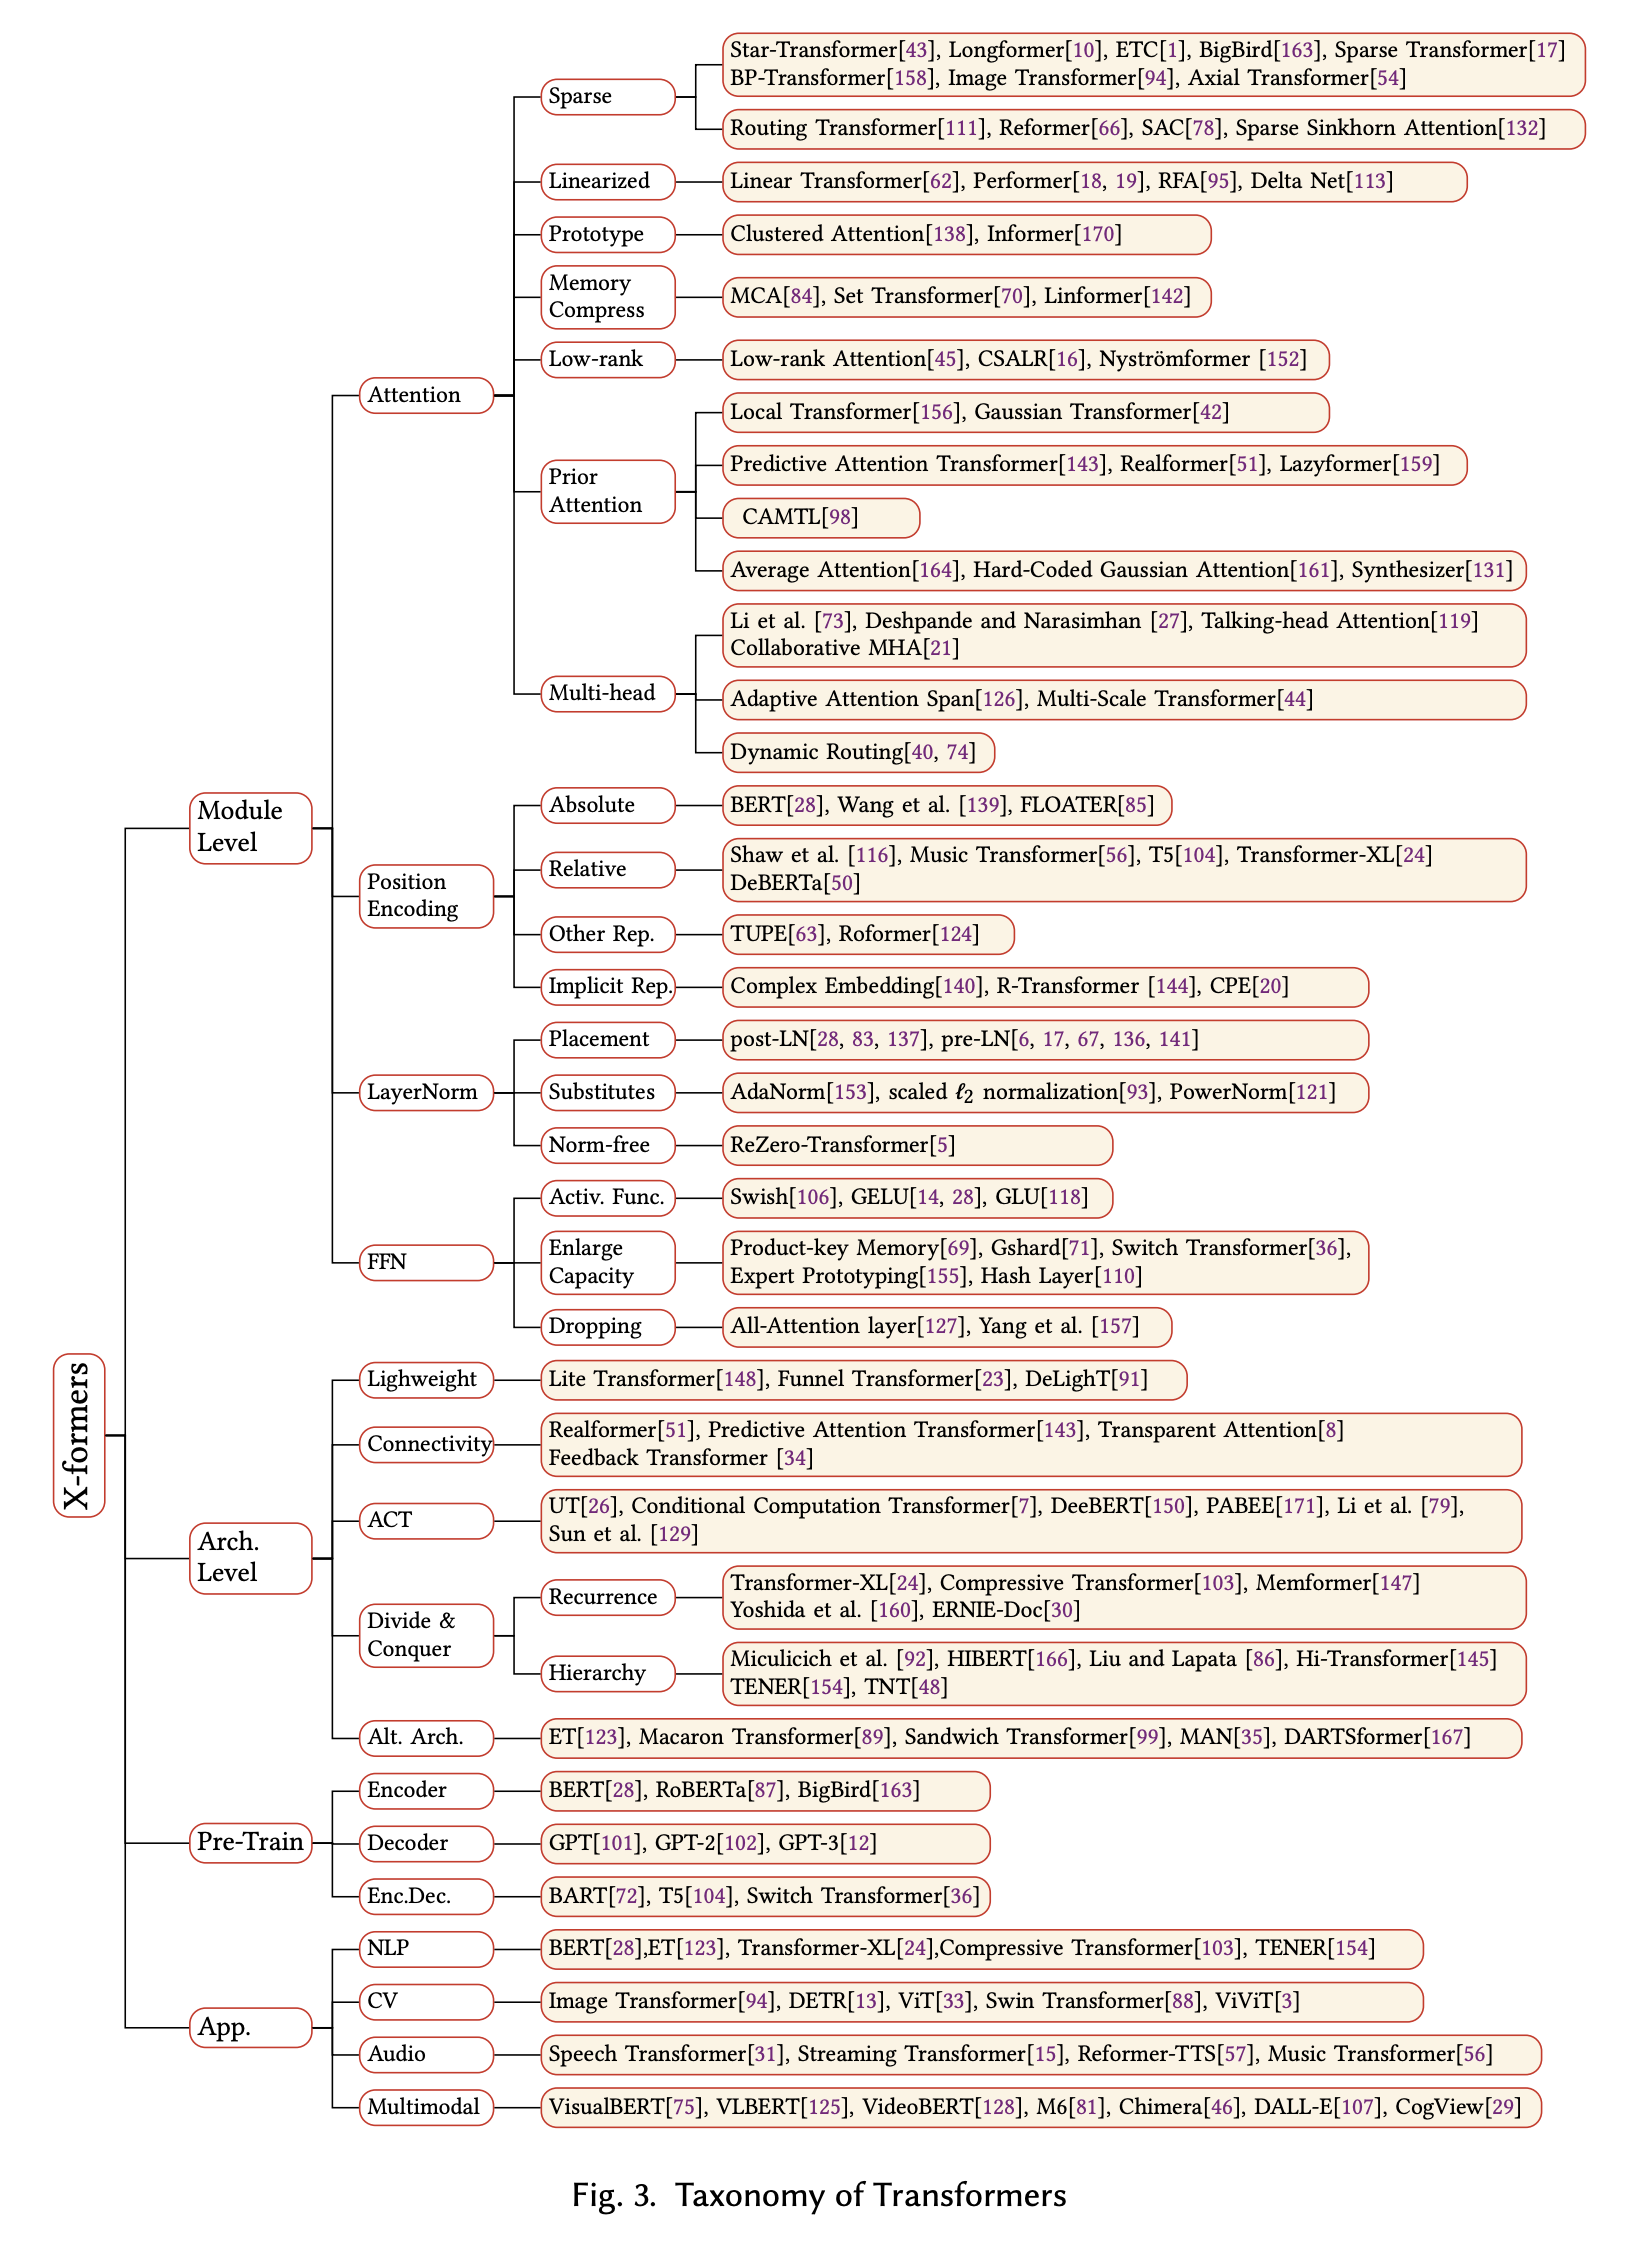 X-formers
Module
Level
Attention
Sparse
Star-Transformer[43], Longformer[10], ETC[1], BigBird[163], Sparse Transformer[17]
BP-Transformer[158], Image Transformer[94], Axial Transformer[54]
Routing Transformer[111], Reformer[66], SAC[78], Sparse Sinkhorn Attention[132]
Linearized
Linear Transformer[62], Performer[18, 19], RFA[95], Delta Net[113]
Prototype
Clustered Attention[138], Informer[170]
Memory
Compress
MCA[84], Set Transformer[70], Linformer[142]
Low-rank
Low-rank Attention[45], CSALR[16], Nyströmformer [152]
Prior
Attention
Local Transformer[156], Gaussian Transformer[42]
Predictive Attention Transformer[143], Realformer[51], Lazyformer[159]
CAMTL[98]
Average Attention[164], Hard-Coded Gaussian Attention[161], Synthesizer[131]
Multi-head
Li et al. [73], Deshpande and Narasimhan [27], Talking-head Attention[119]
Collaborative MHA[21]
Adaptive Attention Span[126], Multi-Scale Transformer[44]
Dynamic Routing[40, 74]
Position
Encoding
Absolute
BERT[28], Wang et al. [139], FLOATER[85]
Relative
Shaw et al. [116], Music Transformer[56], T5[104], Transformer-XL[24]
DeBERTa[50]
Other Rep.
TUPE[63], Roformer[124]
Implicit Rep.
Complex Embedding[140], R-Transformer [144], CPE[20]
LayerNorm
Placement
post-LN[28, 83, 137], pre-LN[6, 17, 67, 136, 141]
Substitutes
AdaNorm[153], scaled ℓ₂ normalization[93], PowerNorm[121]
Norm-free
ReZero-Transformer[5]
FFN
Activ. Func.
Swish[106], GELU[14, 28], GLU[118]
Enlarge
Capacity
Product-key Memory[69], Gshard[71], Switch Transformer[36],
Expert Prototyping[155], Hash Layer[110]
Dropping
All-Attention layer[127], Yang et al. [157]
Arch.
Level
Lighweight
Lite Transformer[148], Funnel Transformer[23], DeLighT[91]
Connectivity
Realformer[51], Predictive Attention Transformer[143], Transparent Attention[8]
Feedback Transformer [34]
ACT
UT[26], Conditional Computation Transformer[7], DeeBERT[150], PABEE[171], Li et al. [79],
Sun et al. [129]
Divide &
Conquer
Recurrence
Transformer-XL[24], Compressive Transformer[103], Memformer[147]
Yoshida et al. [160], ERNIE-Doc[30]
Hierarchy
Miculicich et al. [92], HIBERT[166], Liu and Lapata [86], Hi-Transformer[145]
TENER[154], TNT[48]
Alt. Arch.
ET[123], Macaron Transformer[89], Sandwich Transformer[99], MAN[35], DARTSformer[167]
Pre-Train
Encoder
BERT[28], RoBERTa[87], BigBird[163]
Decoder
GPT[101], GPT-2[102], GPT-3[12]
Enc.Dec.
BART[72], T5[104], Switch Transformer[36]
App.
NLP
BERT[28],ET[123], Transformer-XL[24],Compressive Transformer[103], TENER[154]
CV
Image Transformer[94], DETR[13], ViT[33], Swin Transformer[88], ViViT[3]
Audio
Speech Transformer[31], Streaming Transformer[15], Reformer-TTS[57], Music Transformer[56]
Multimodal
VisualBERT[75], VLBERT[125], VideoBERT[128], M6[81], Chimera[46], DALL-E[107], CogView[29]
Fig. 3. Taxonomy of Transformers